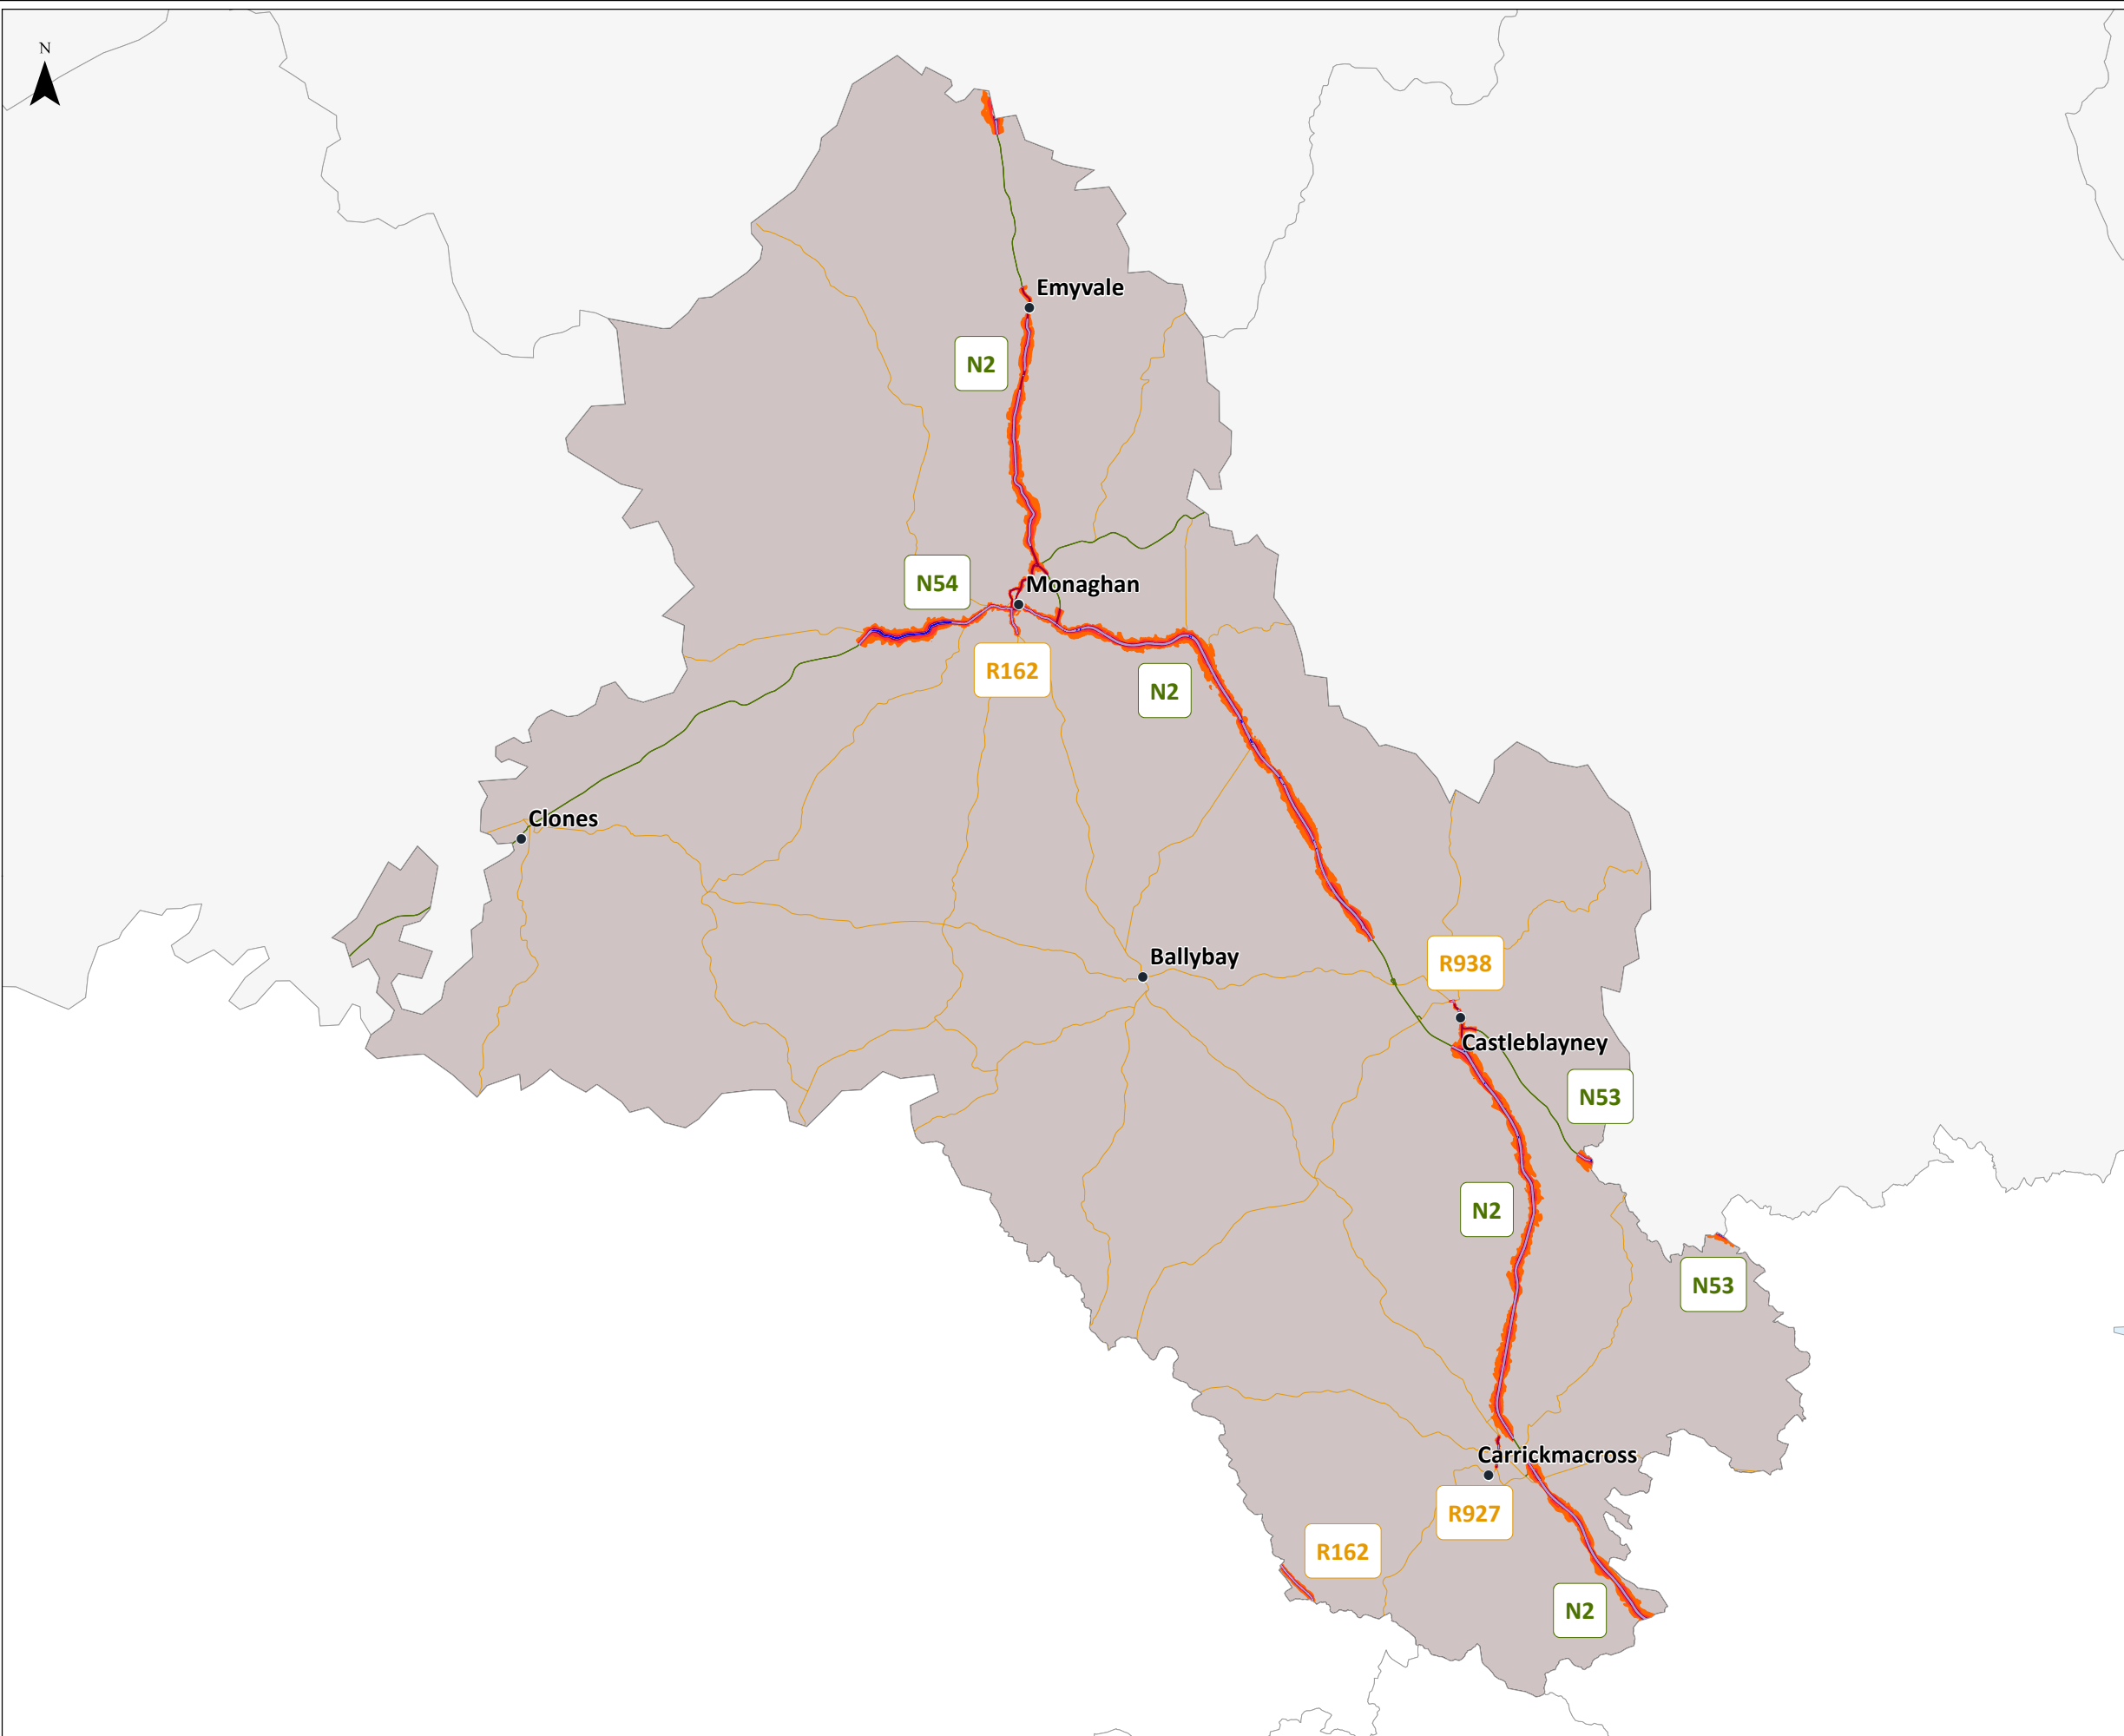 N
Emyvale
N2
N54
Monaghan
R162
N2
Clones
Ballybay
R938
Castleblayney
N53
N2
N53
Carrickmacross
R927
R162
N2